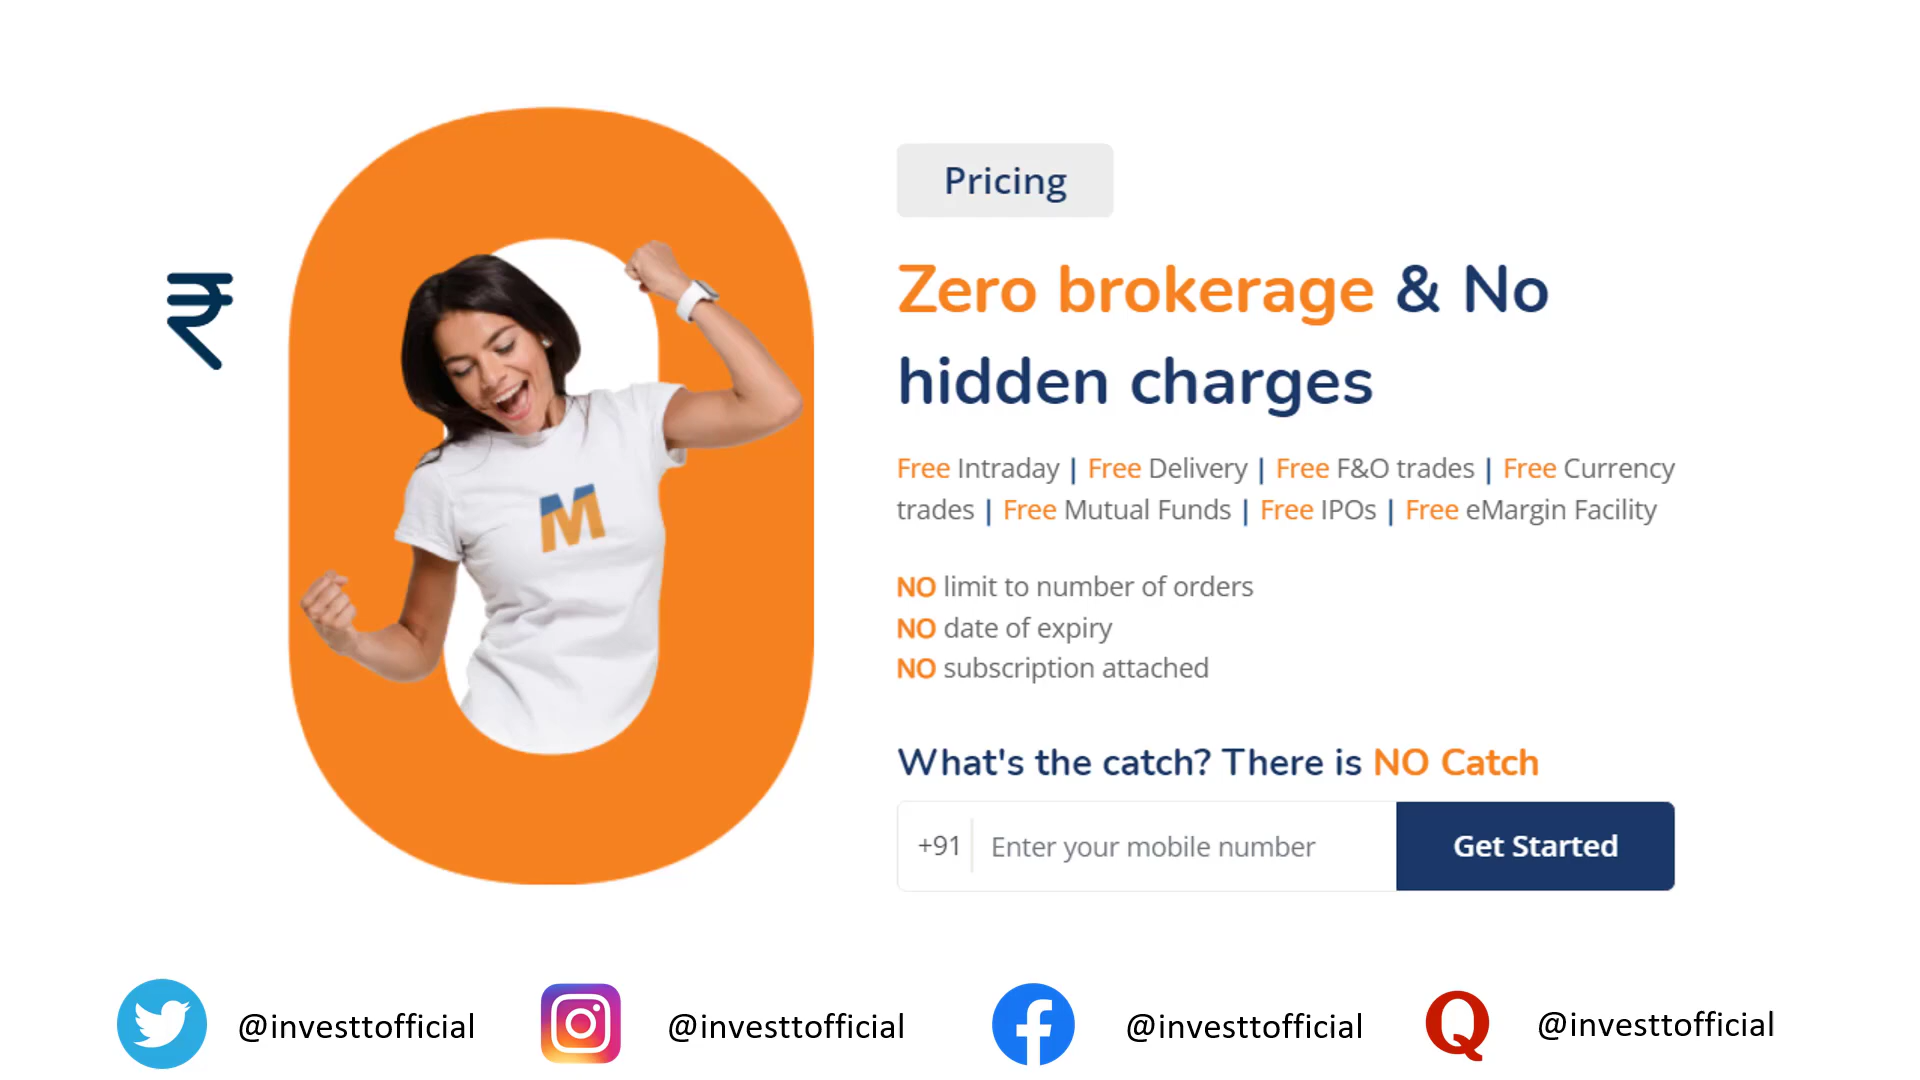 ₹
M
Pricing
Zero brokerage & No
hidden charges
Free Intraday | Free Delivery | Free F&O trades | Free Currency
trades | Free Mutual Funds | Free IPOs | Free eMargin Facility
NO limit to number of orders
NO date of expiry
NO subscription attached
What's the catch? There is NO Catch
+91 Enter your mobile number Get Started
@investtofficial @investtofficial @investtofficial Q @investtofficial